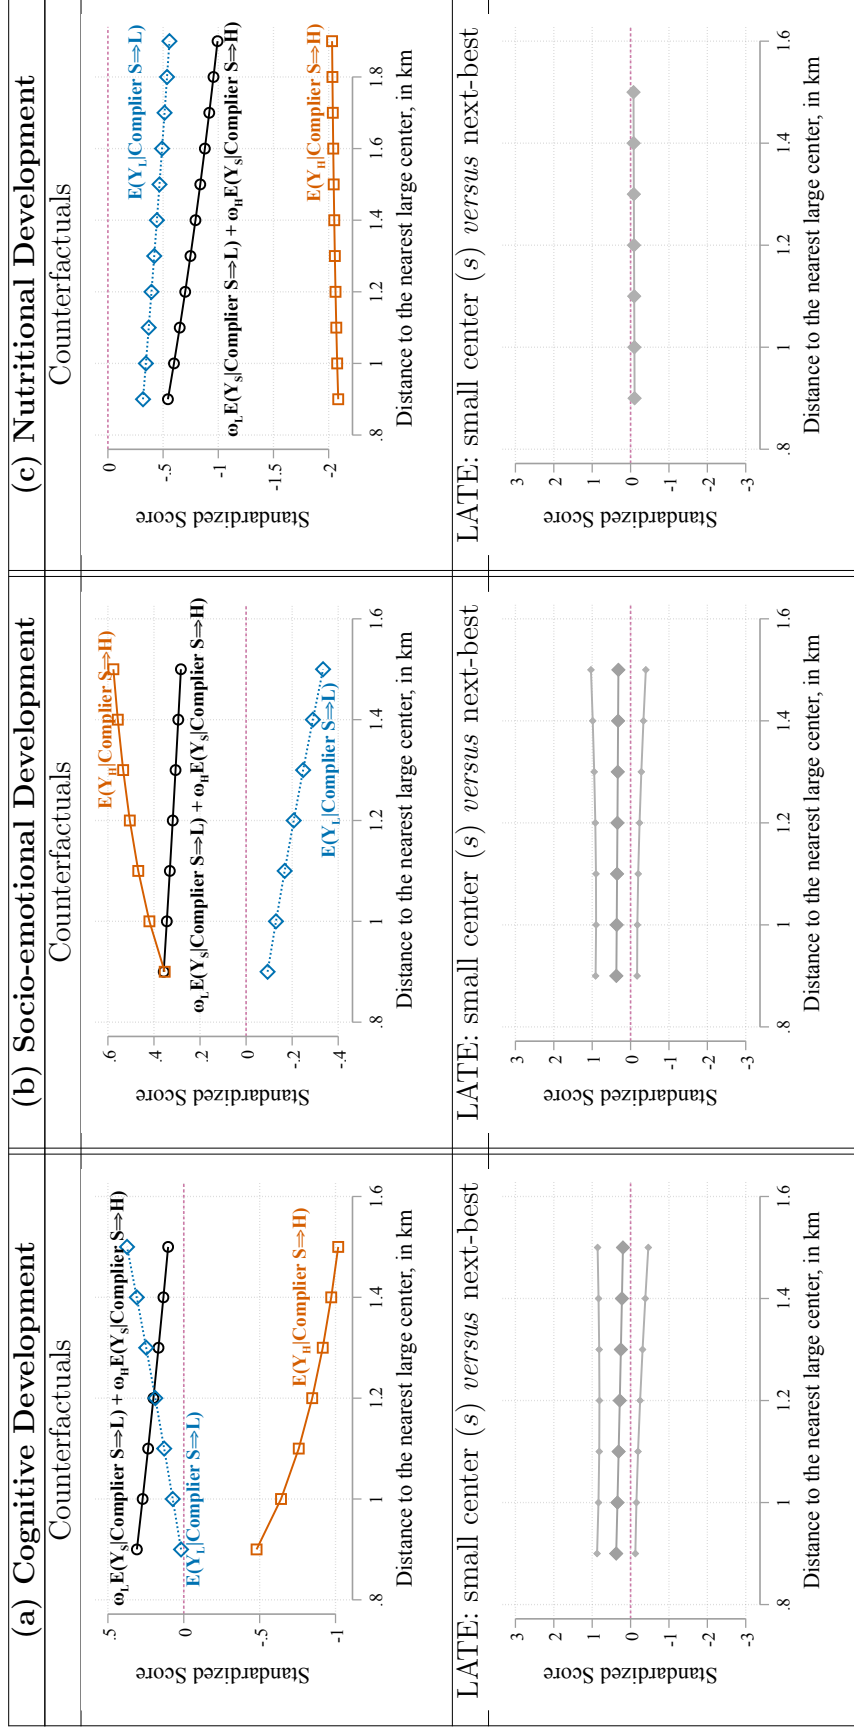 (a) Cognitive Development
Counterfactuals
Standardized Score
.5
0
-.5
-1
ω_L E(Y_S|Complier S⇒L) + ω_H E(Y_S|Complier S⇒H)
E(Y_L|Complier S⇒L)
E(Y_H|Complier S⇒H)
.8 1 1.2 1.4 1.6
Distance to the nearest large center, in km
LATE: small center (s) versus next-best
Standardized Score
3
2
1
0
-1
-2
-3
.8 1 1.2 1.4 1.6
Distance to the nearest large center, in km
(b) Socio-emotional Development
Counterfactuals
Standardized Score
.6
.4
.2
0
-.2
-.4
E(Y_H|Complier S⇒H)
ω_L E(Y_S|Complier S⇒L) + ω_H E(Y_S|Complier S⇒H)
E(Y_L|Complier S⇒L)
.8 1 1.2 1.4 1.6
Distance to the nearest large center, in km
LATE: small center (s) versus next-best
Standardized Score
3
2
1
0
-1
-2
-3
.8 1 1.2 1.4 1.6
Distance to the nearest large center, in km
(c) Nutritional Development
Counterfactuals
Standardized Score
0
-.5
-1
-1.5
-2
E(Y_L|Complier S⇒L)
ω_L E(Y_S|Complier S⇒L) + ω_H E(Y_S|Complier S⇒H)
E(Y_H|Complier S⇒H)
.8 1 1.2 1.4 1.6 1.8
Distance to the nearest large center, in km
LATE: small center (s) versus next-best
Standardized Score
3
2
1
0
-1
-2
-3
.8 1 1.2 1.4 1.6
Distance to the nearest large center, in km